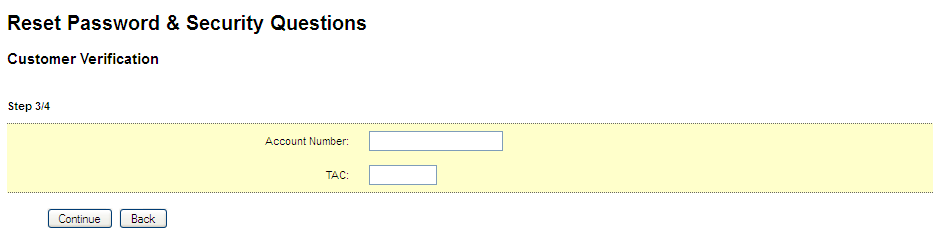 Reset Password & Security Questions
Customer Verification
Step 3/4
Account Number:
TAC:
Continue Back